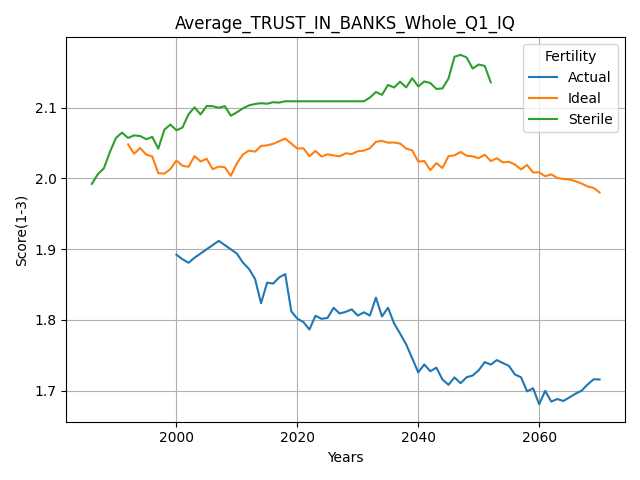 Average_TRUST_IN_BANKS_Whole_Q1_IQ
Fertility
Actual
Ideal
Sterile
Score(1-3)
2.1
2.0
1.9
1.8
1.7
2000 2020 2040 2060
Years